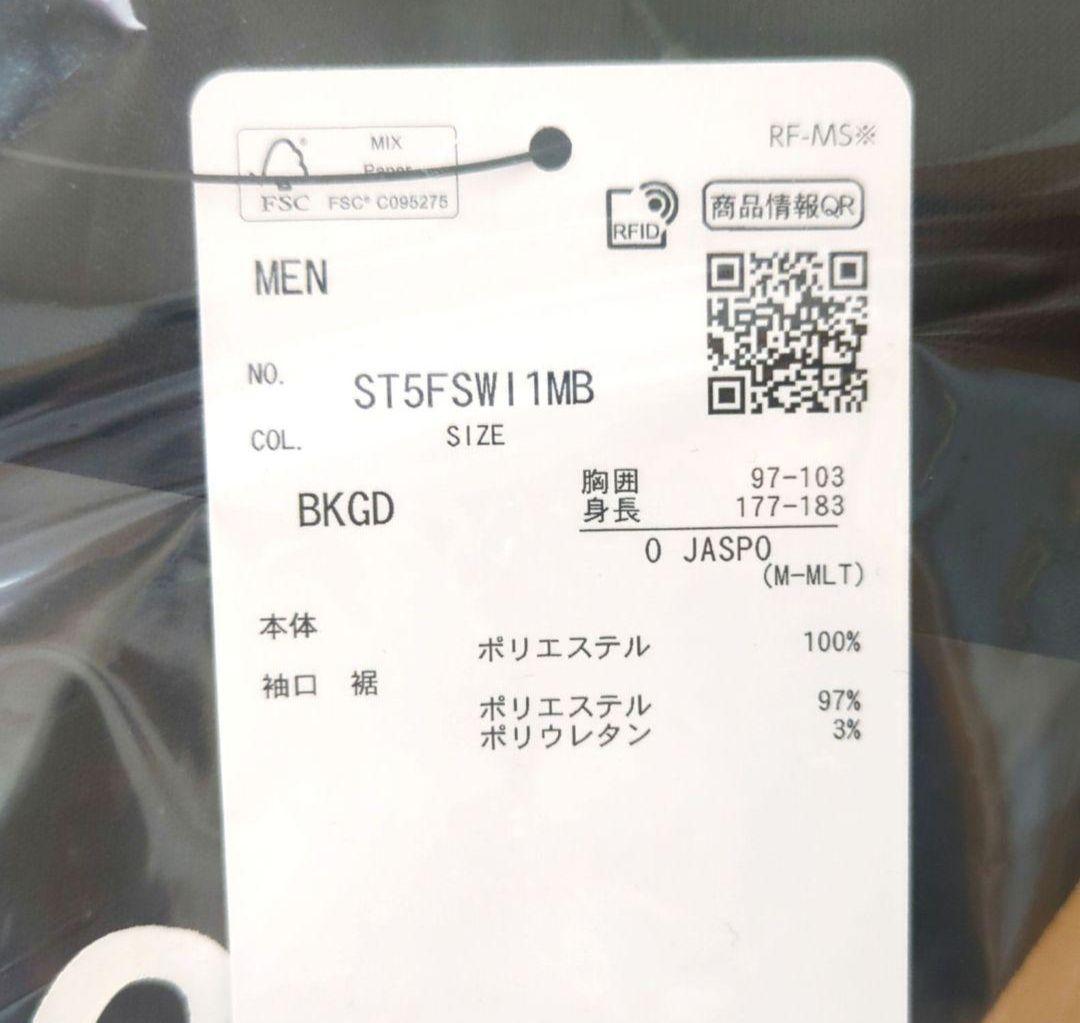 RF-MS※
MIX
Paper
FSC
FSC® C095275
RFID
商品情報QR
MEN
NO.
ST5FSWI1MB
COL.
SIZE
BKGD
胸囲 97-103
身長 177-183
O JASPO
(M-MLT)
本体
ポリエステル 100%
袖口 裾
ポリエステル 97%
ポリウレタン 3%